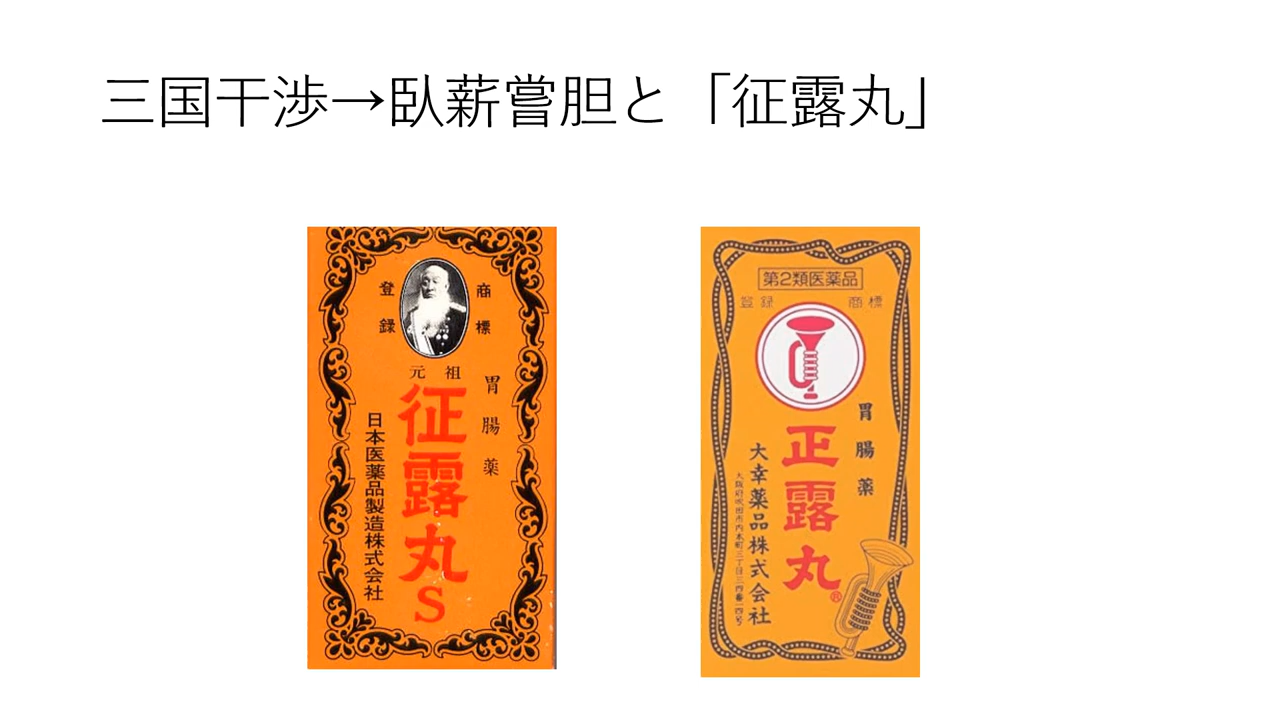 三国干渉→臥薪嘗胆と「征露丸」
商標
登録
元祖
胃腸薬
征露丸S
日本医薬品製造株式会社
第2類医薬品
登録 商標
胃腸薬
正露丸®
大幸薬品株式会社